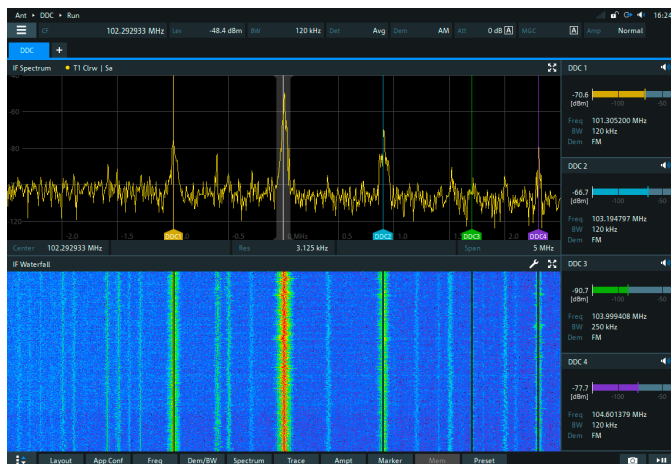 Ant ▸ DDC ▸ Run 16:24
CF 102.292933 MHz Lev -48.4 dBm BW 120 kHz Det Avg Dem AM Att 0 dB A MGC A Amp Normal
DDC +
IF Spectrum T1 Clrw | Sa
-60
-80
-100
-120
-2.0 -1.0 0 MHz 1.0 2.0
DDC1 DDC2 DDC3 DDC4
Center 102.292933 MHz Res 3.125 kHz Span 5 MHz
IF Waterfall
DDC 1
-70.6
[dBm] -100 -50
Freq 101.305200 MHz
BW 120 kHz
Dem FM
DDC 2
-66.7
[dBm] -100 -50
Freq 103.194797 MHz
BW 120 kHz
Dem FM
DDC 3
-90.7
[dBm] -100 -50
Freq 103.999408 MHz
BW 250 kHz
Dem FM
DDC 4
-77.7
[dBm] -100 -50
Freq 104.601379 MHz
BW 120 kHz
Dem FM
Layout App Conf Freq Dem/BW Spectrum Trace Ampt Marker Mem Preset